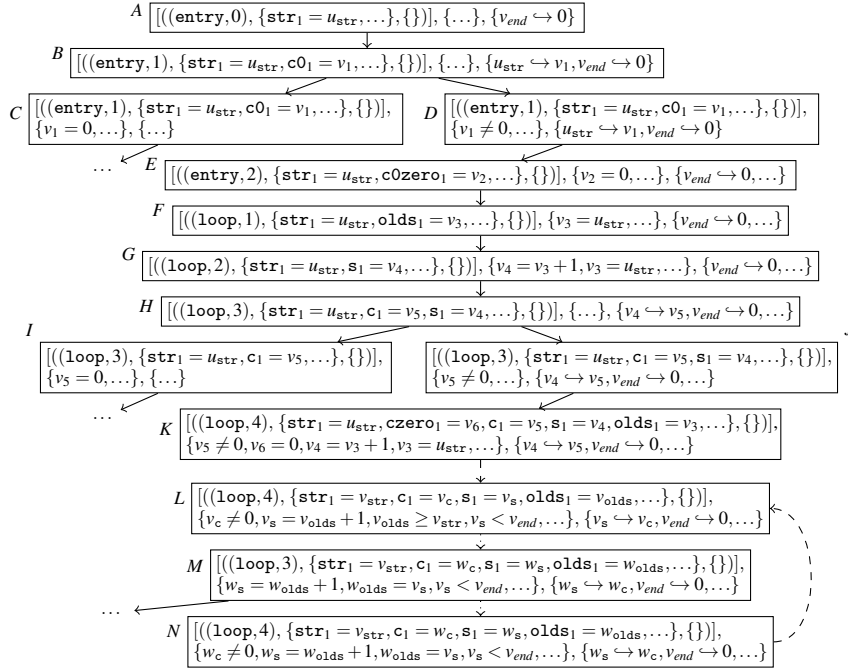 A [((entry,0), {str₁ = u_str,…},{})], {…}, {v_end ↪ 0}
B [((entry,1), {str₁ = u_str, c0₁ = v₁,…},{})], {…}, {u_str ↪ v₁, v_end ↪ 0}
C [((entry,1), {str₁ = u_str, c0₁ = v₁,…},{})],
{v₁ = 0,…}, {…}
D [((entry,1), {str₁ = u_str, c0₁ = v₁,…},{})],
{v₁ ≠ 0,…}, {u_str ↪ v₁, v_end ↪ 0}
…
E [((entry,2), {str₁ = u_str, c0zero₁ = v₂,…},{})], {v₂ = 0,…}, {v_end ↪ 0,…}
F [((loop,1), {str₁ = u_str, olds₁ = v₃,…},{})], {v₃ = u_str,…}, {v_end ↪ 0,…}
G [((loop,2), {str₁ = u_str, s₁ = v₄,…},{})], {v₄ = v₃ + 1, v₃ = u_str,…}, {v_end ↪ 0,…}
H [((loop,3), {str₁ = u_str, c₁ = v₅, s₁ = v₄,…},{})], {…}, {v₄ ↪ v₅, v_end ↪ 0,…}
I [((loop,3), {str₁ = u_str, c₁ = v₅,…},{})],
{v₅ = 0,…}, {…}
[((loop,3), {str₁ = u_str, c₁ = v₅, s₁ = v₄,…},{})],
{v₅ ≠ 0,…}, {v₄ ↪ v₅, v_end ↪ 0,…}
…
K [((loop,4), {str₁ = u_str, czero₁ = v₆, c₁ = v₅, s₁ = v₄, olds₁ = v₃,…},{})],
{v₅ ≠ 0, v₆ = 0, v₄ = v₃ + 1, v₃ = u_str,…}, {v₄ ↪ v₅, v_end ↪ 0,…}
L [((loop,4), {str₁ = v_str, c₁ = v_c, s₁ = v_s, olds₁ = v_olds,…},{})],
{v_c ≠ 0, v_s = v_olds + 1, v_olds ≥ v_str, v_s < v_end,…}, {v_s ↪ v_c, v_end ↪ 0,…}
M [((loop,3), {str₁ = v_str, c₁ = w_c, s₁ = w_s, olds₁ = w_olds,…},{})],
{w_s = w_olds + 1, w_olds = v_s, v_s < v_end,…}, {w_s ↪ w_c, v_end ↪ 0,…}
…
N [((loop,4), {str₁ = v_str, c₁ = w_c, s₁ = w_s, olds₁ = w_olds,…},{})],
{w_c ≠ 0, w_s = w_olds + 1, w_olds = v_s, v_s < v_end,…}, {w_s ↪ w_c, v_end ↪ 0,…}